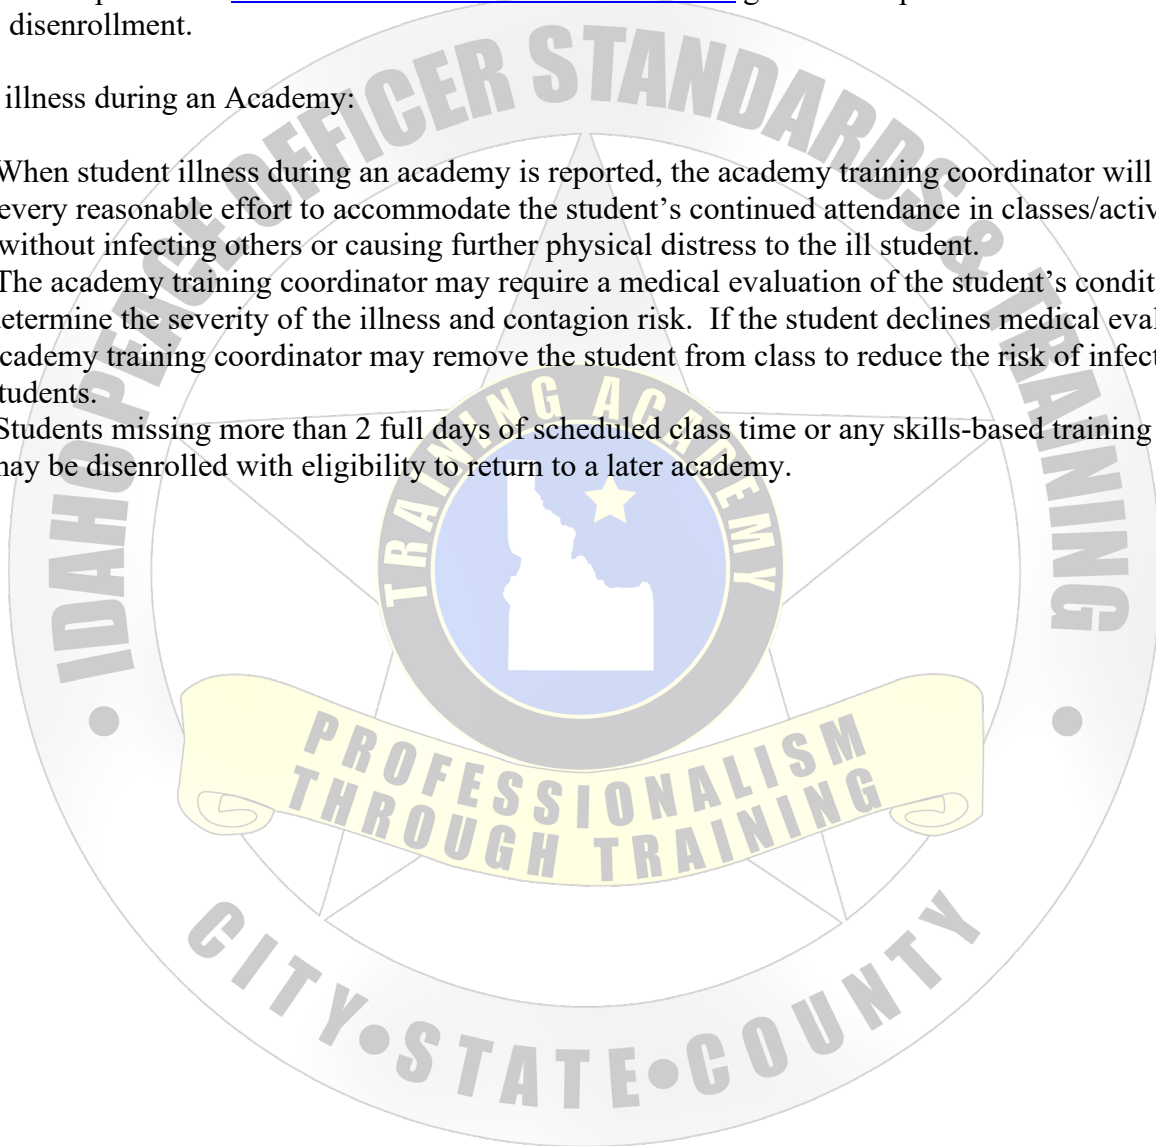 disenrollment.
illness during an Academy:
When student illness during an academy is reported, the academy training coordinator will
every reasonable effort to accommodate the student’s continued attendance in classes/activ
without infecting others or causing further physical distress to the ill student.
The academy training coordinator may require a medical evaluation of the student’s condit
etermine the severity of the illness and contagion risk.  If the student declines medical eval
cademy training coordinator may remove the student from class to reduce the risk of infect
tudents.
Students missing more than 2 full days of scheduled class time or any skills-based training
may be disenrolled with eligibility to return to a later academy.
IDAHO PEACE OFFICER STANDARDS & TRAINING
TRAINING ACADEMY
PROFESSIONALISM
THROUGH TRAINING
CITY•STATE•COUNTY